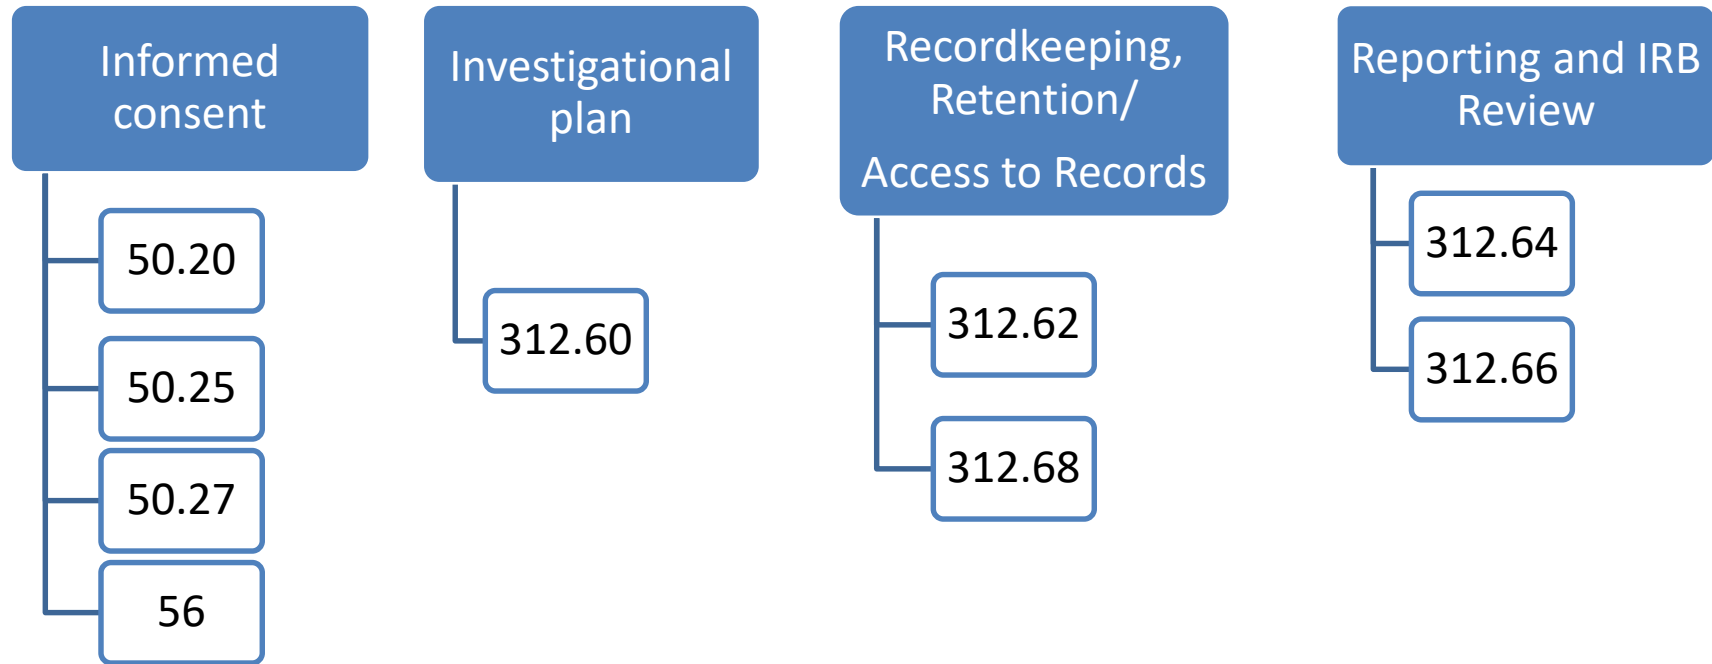 Informed
consent
50.20
50.25
50.27
56
Investigational
plan
312.60
Recordkeeping,
Retention/
Access to Records
312.62
312.68
Reporting and IRB
Review
312.64
312.66